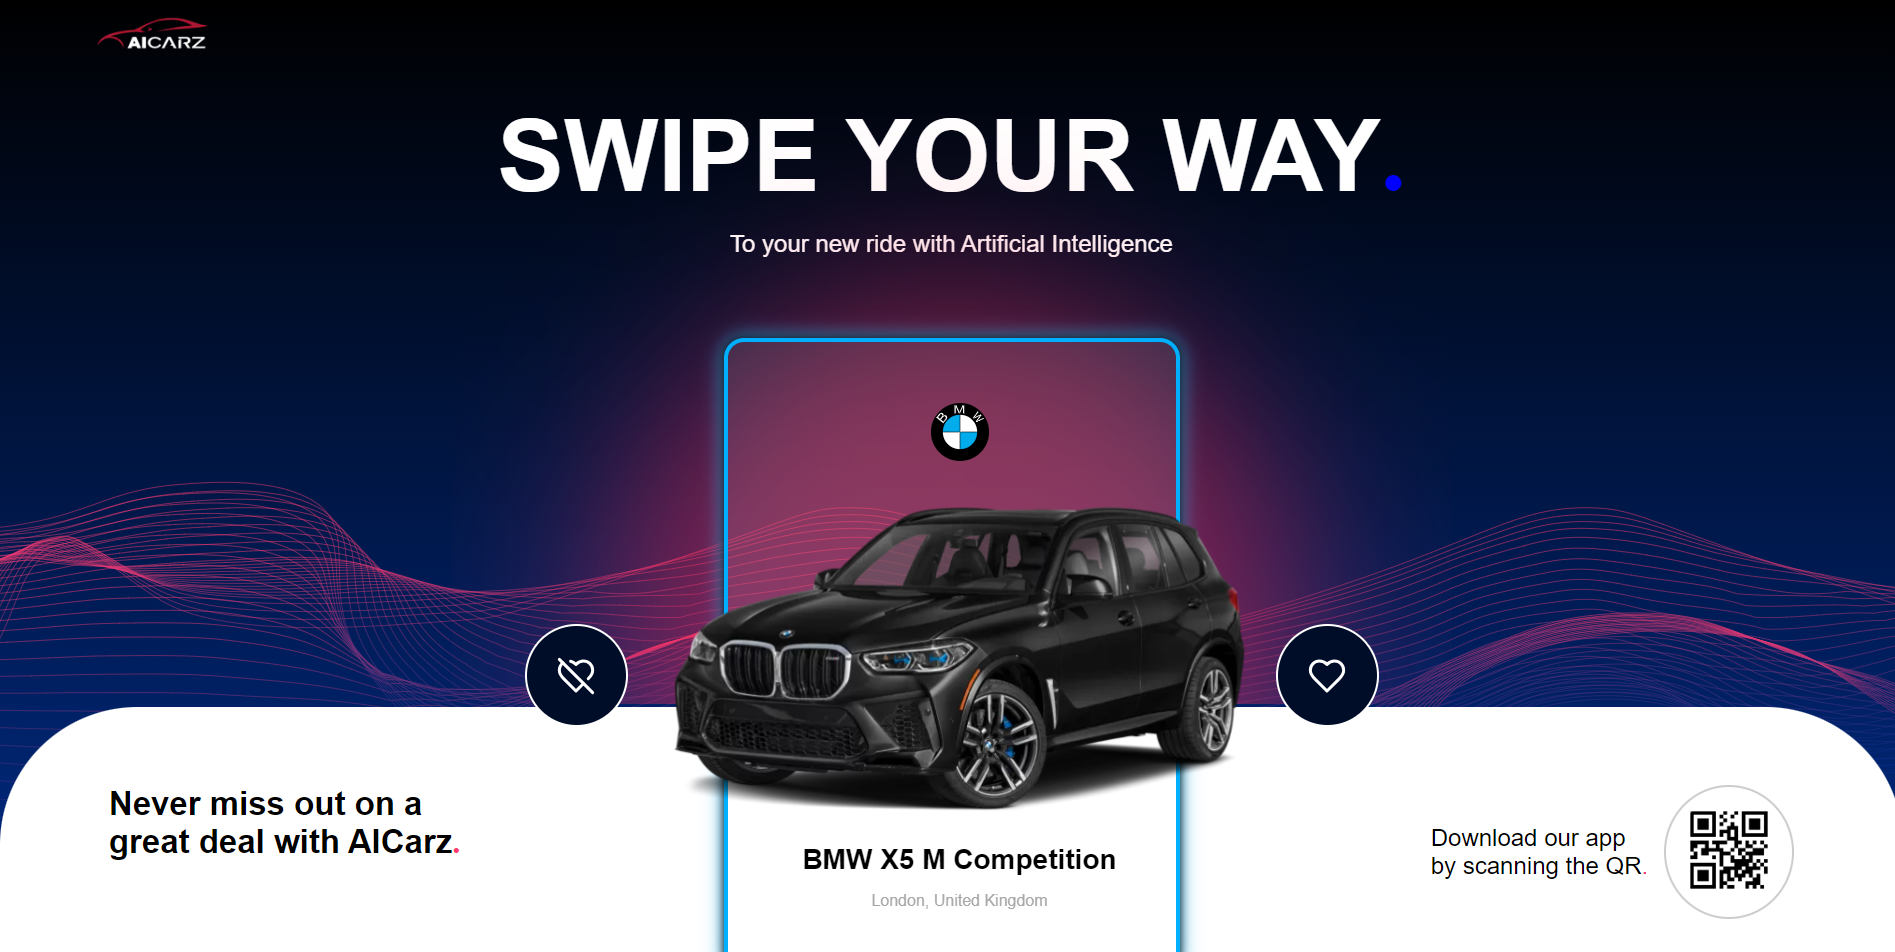 AICARZ
SWIPE YOUR WAY.
To your new ride with Artificial Intelligence
BMW
Never miss out on a
great deal with AICarz.
BMW X5 M Competition
London, United Kingdom
Download our app
by scanning the QR.